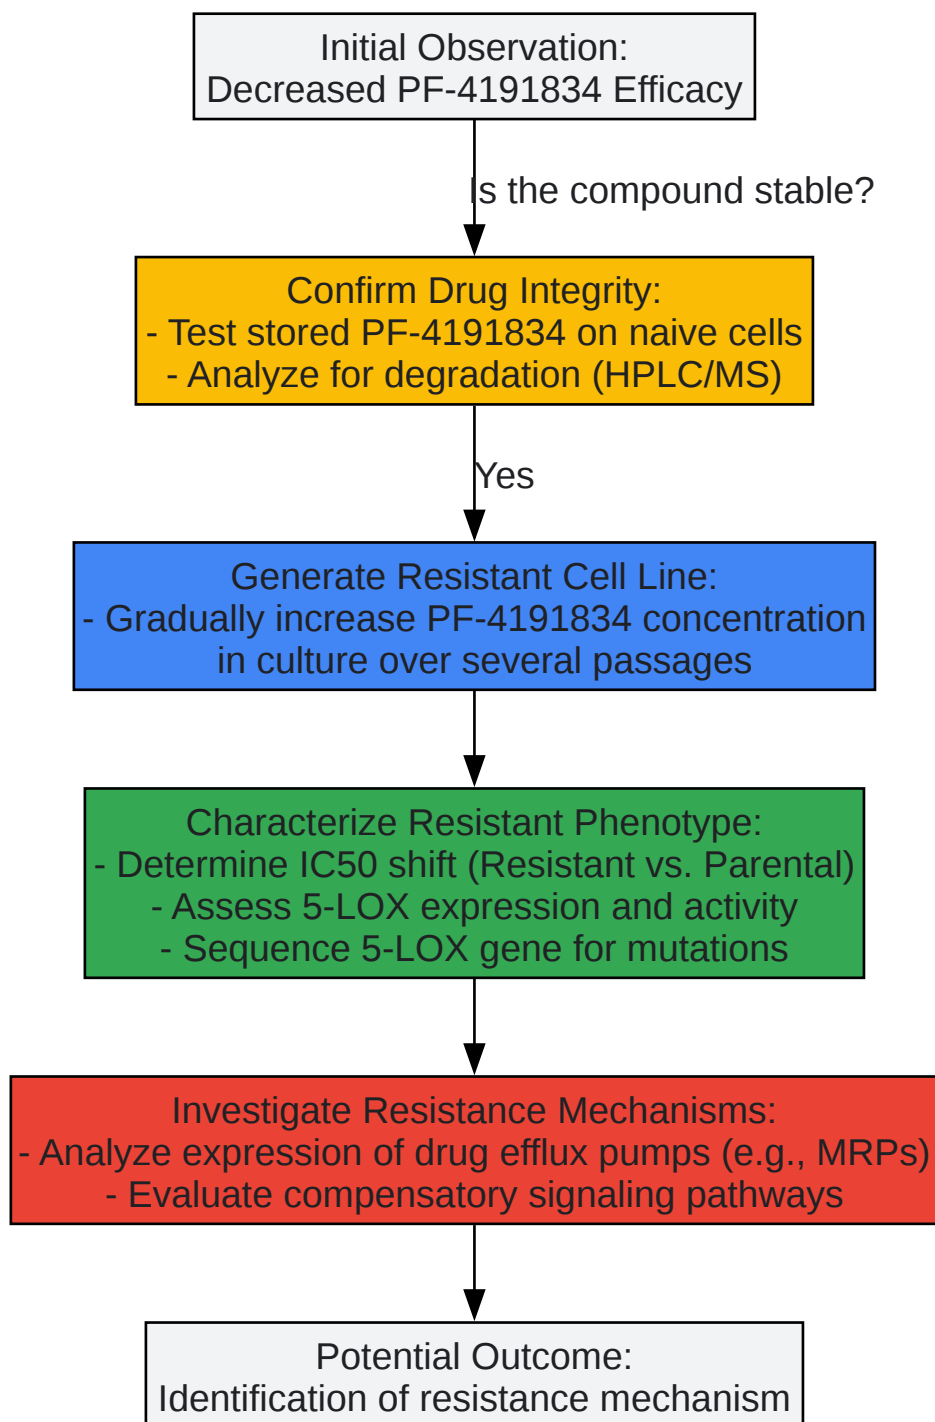 Initial Observation:
Decreased PF-4191834 Efficacy
Is the compound stable?
Confirm Drug Integrity:
- Test stored PF-4191834 on naive cells
- Analyze for degradation (HPLC/MS)
Yes
Generate Resistant Cell Line:
- Gradually increase PF-4191834 concentration
in culture over several passages
Characterize Resistant Phenotype:
- Determine IC50 shift (Resistant vs. Parental)
- Assess 5-LOX expression and activity
- Sequence 5-LOX gene for mutations
Investigate Resistance Mechanisms:
- Analyze expression of drug efflux pumps (e.g., MRPs)
- Evaluate compensatory signaling pathways
Potential Outcome:
Identification of resistance mechanism